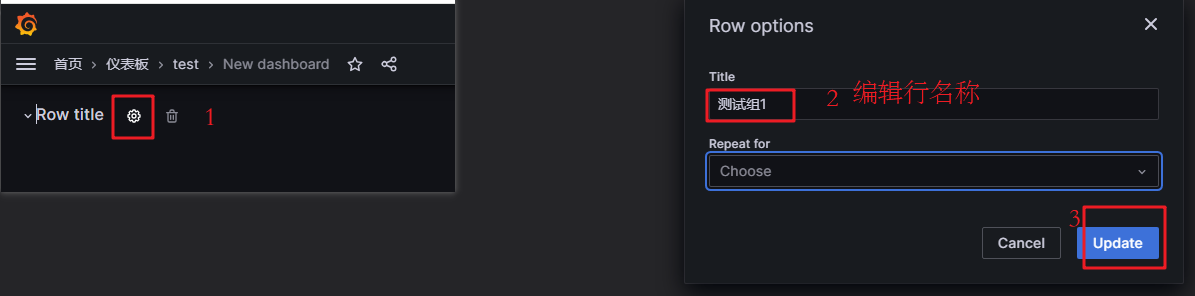 首页 › 仪表板 › test › New dashboard
Row title
1
Row options
Title
测试组1
2 编辑行名称
Repeat for
Choose
3
Cancel
Update